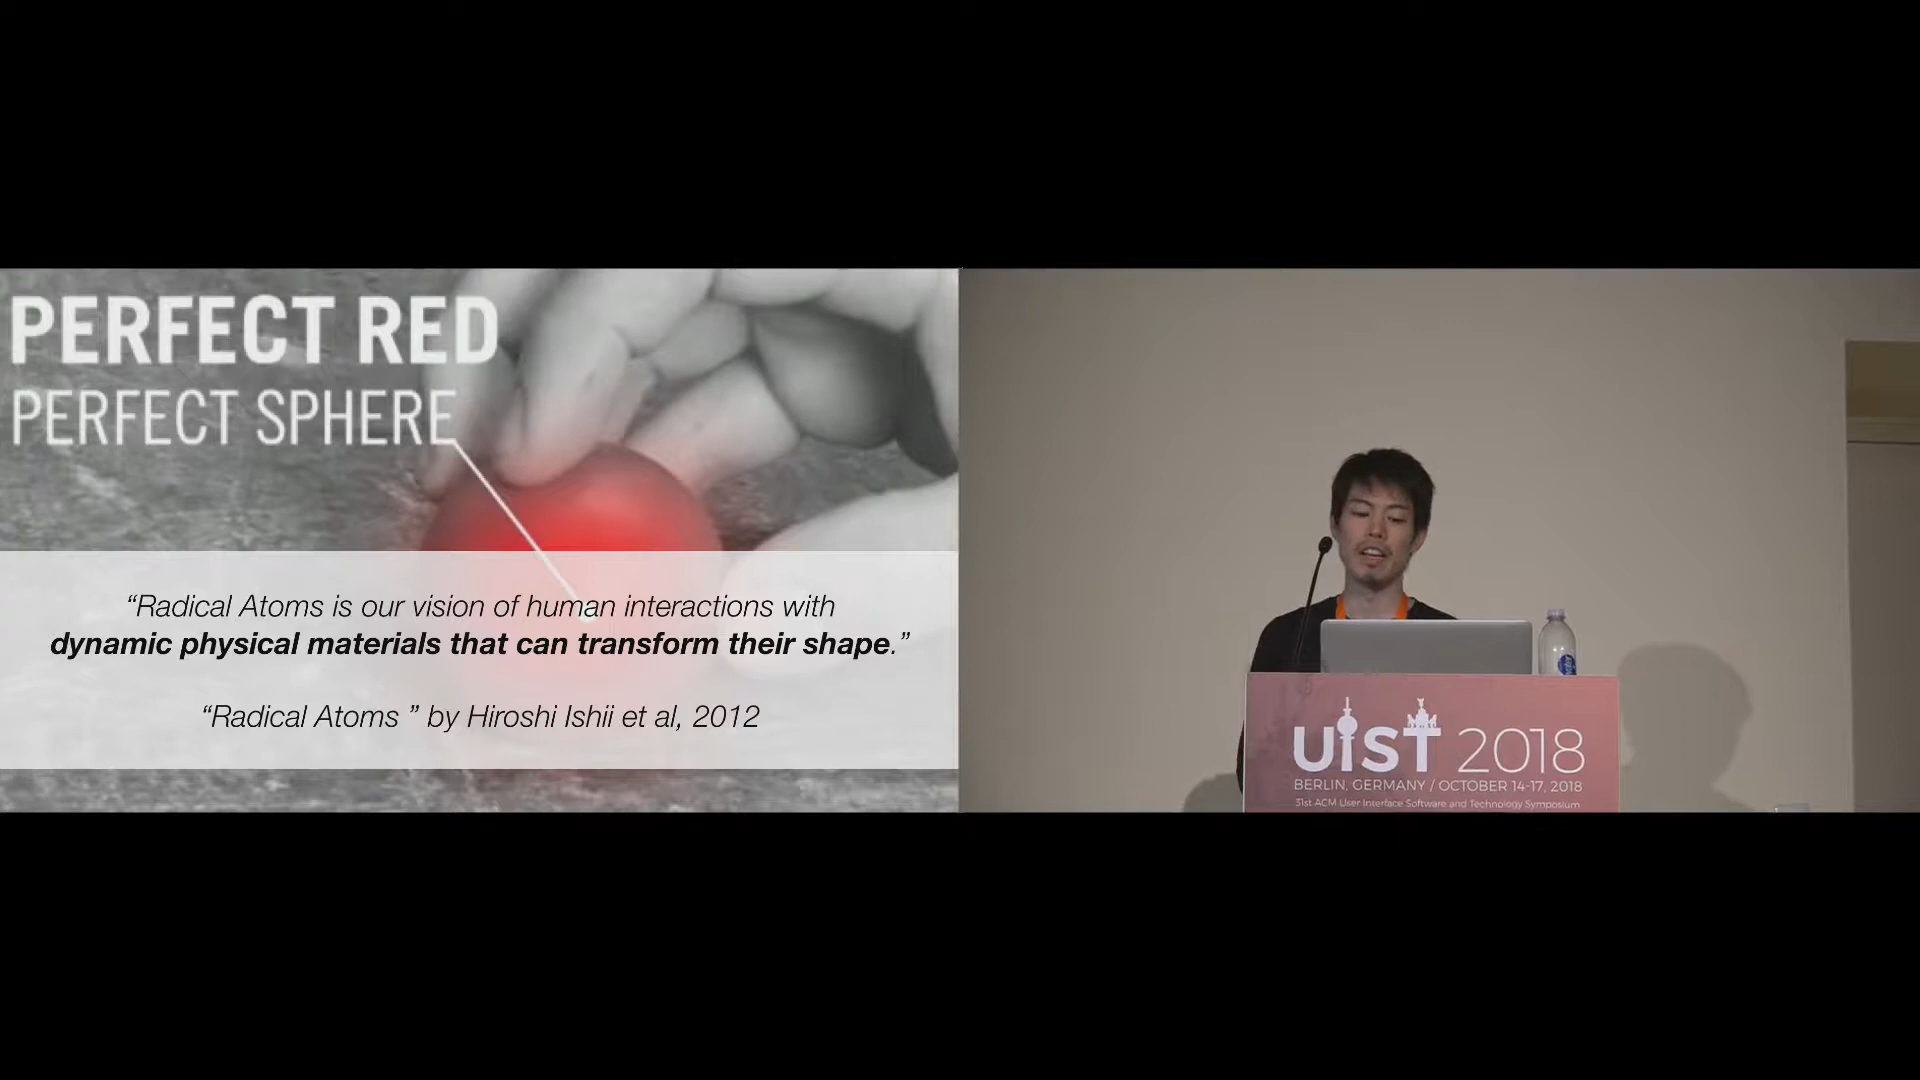 PERFECT RED
PERFECT SPHERE
“Radical Atoms is our vision of human interactions with
dynamic physical materials that can transform their shape.”
“Radical Atoms ” by Hiroshi Ishii et al, 2012
UiST 2018
BERLIN, GERMANY / OCTOBER 14-17, 2018
31st ACM User Interface Software and Technology Symposium